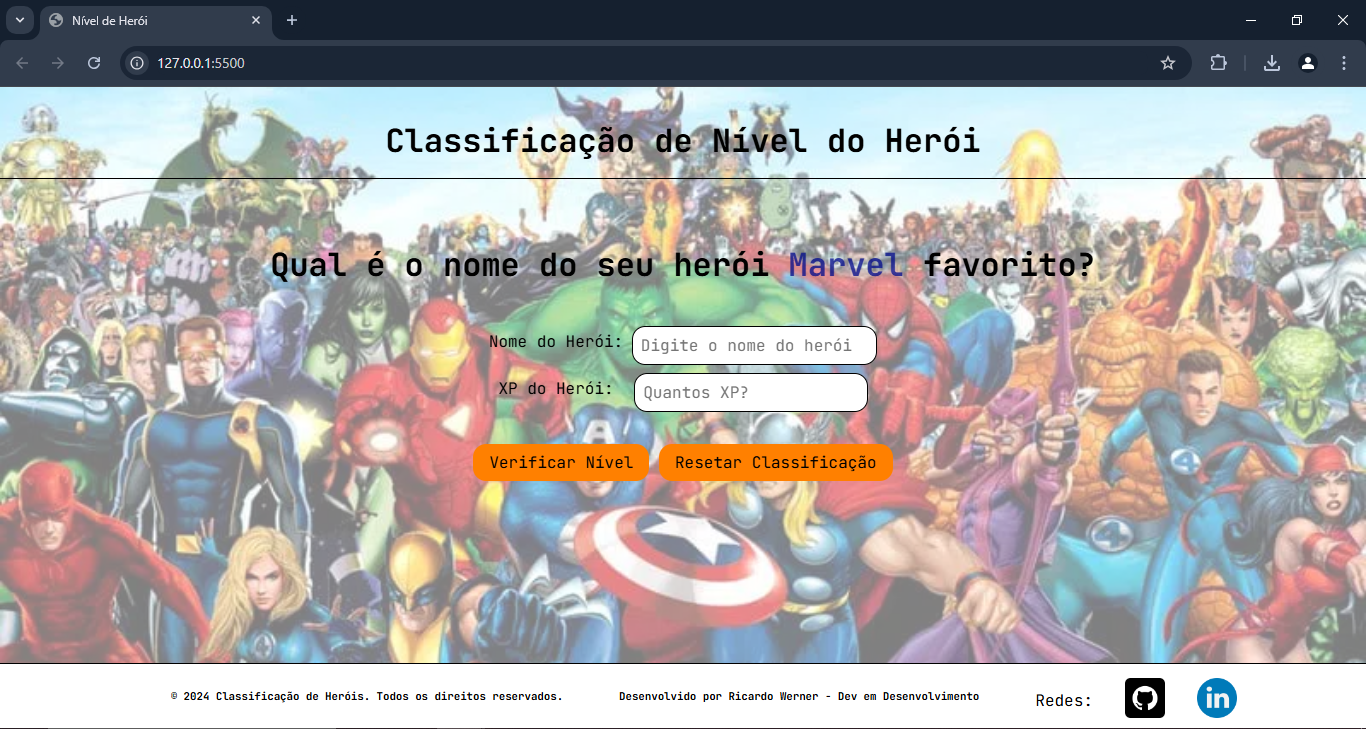 Nível de Herói
127.0.0.1:5500
Classificação de Nível do Herói
Qual é o nome do seu herói Marvel favorito?
Nome do Herói: Digite o nome do herói
XP do Herói: Quantos XP?
Verificar Nível Resetar Classificação
4
4
© 2024 Classificação de Heróis. Todos os direitos reservados. Desenvolvido por Ricardo Werner - Dev em Desenvolvimento Redes: in